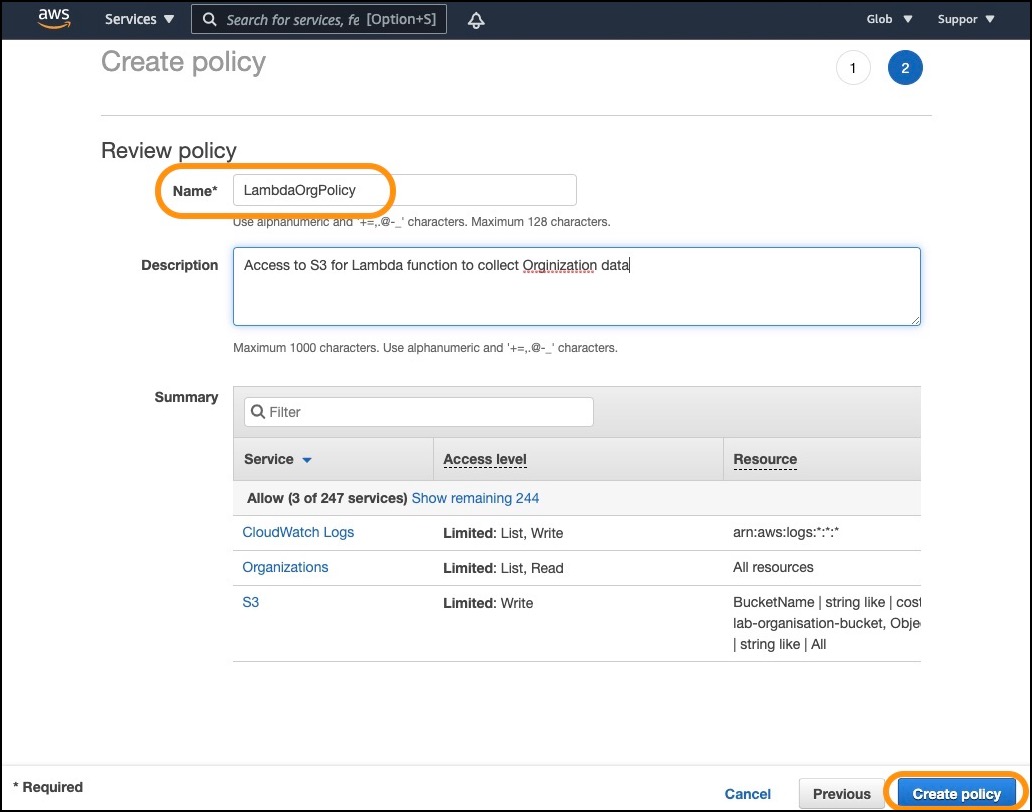 aws Services ▼ Search for services, fe [Option+S] Glob ▼ Suppor ▼
Create policy 1 2
Review policy
Name* LambdaOrgPolicy
Use alphanumeric and '+=,.@-_' characters. Maximum 128 characters.
Description Access to S3 for Lambda function to collect Orginization data
Maximum 1000 characters. Use alphanumeric and '+=,.@-_' characters.
Summary Filter
Service Access level Resource
Allow (3 of 247 services) Show remaining 244
CloudWatch Logs Limited: List, Write arn:aws:logs:*:*:*
Organizations Limited: List, Read All resources
S3 Limited: Write BucketName | string like | cost
lab-organisation-bucket, Obje
| string like | All
* Required Cancel Previous Create policy